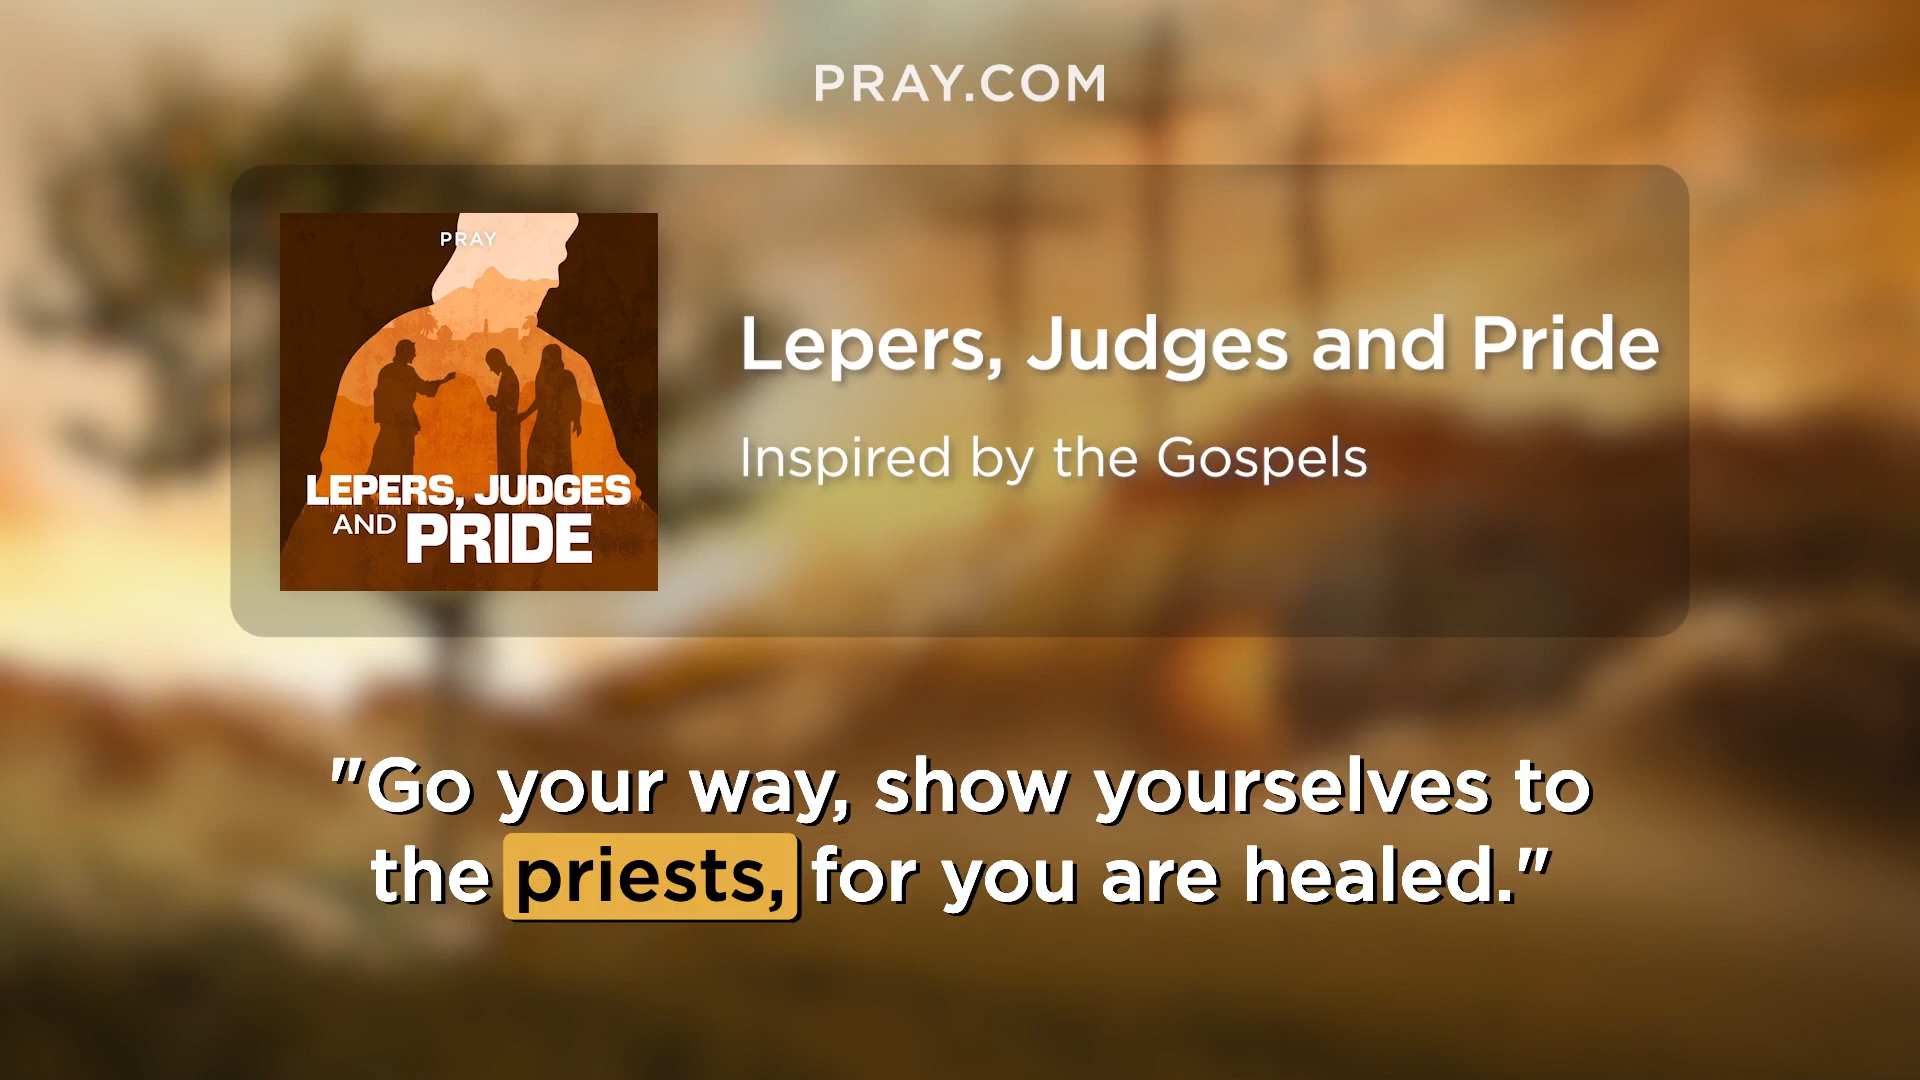 PRAY.COM
PRAY
LEPERS, JUDGES
AND PRIDE
Lepers, Judges and Pride
Inspired by the Gospels
"Go your way, show yourselves to
the priests, for you are healed."